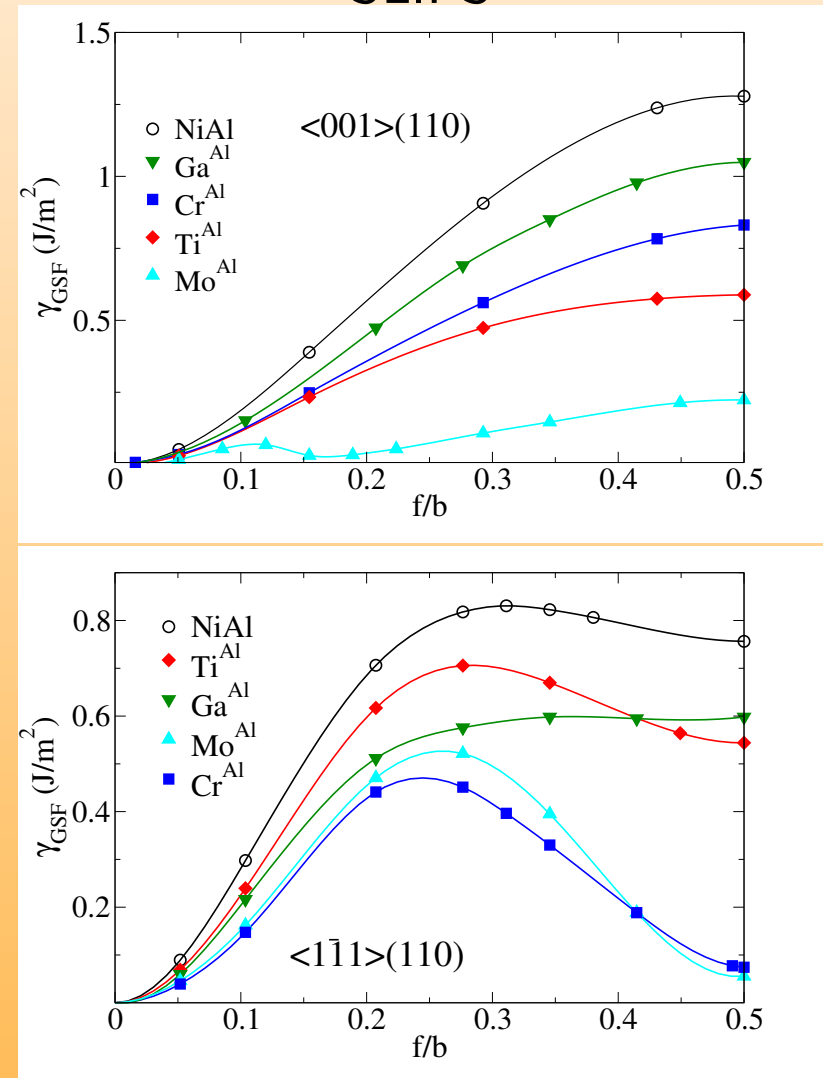 1.5
<001>(110)
NiAl
Ga^Al
Cr^Al
Ti^Al
Mo^Al
1
0.5
γ_GSF (J/m^2)
0 0.1 0.2 0.3 0.4 0.5
f/b
NiAl
Ti^Al
Ga^Al
Mo^Al
Cr^Al
0.8
0.6
0.4
0.2
γ_GSF (J/m^2)
<11̄1>(110)
0 0.1 0.2 0.3 0.4 0.5
f/b